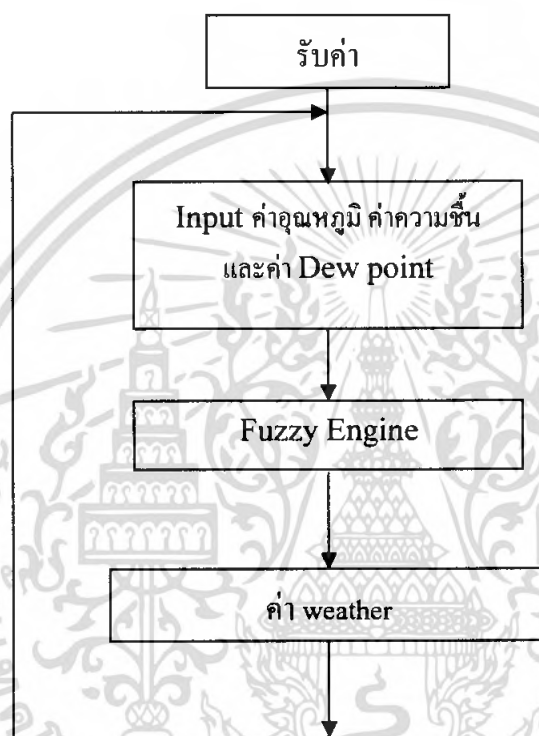 รับค่า
Input ค่าอุณหภูมิ ค่าความชื้น
และค่า Dew point
Fuzzy Engine
ค่า weather